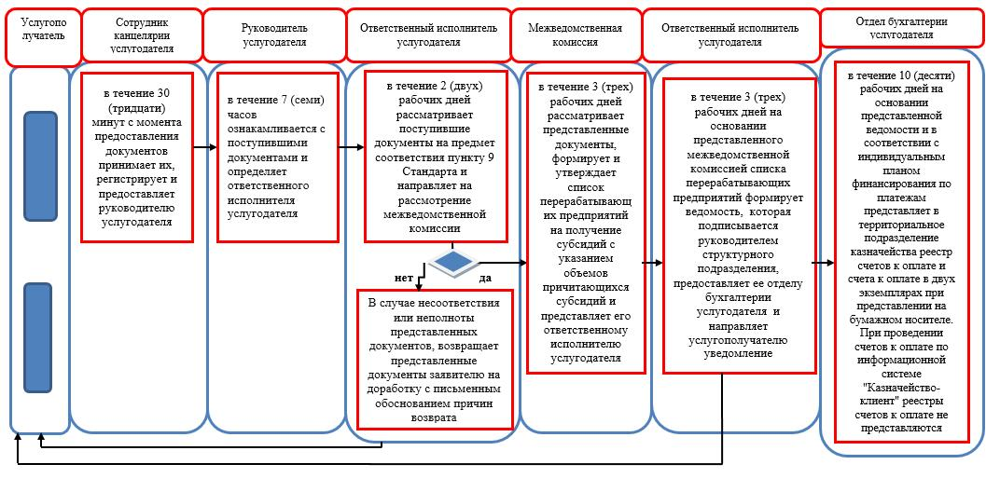 Услугопо
лучатель
Сотрудник
канцелярии
услугодателя
Руководитель
услугодателя
Ответственный исполнитель
услугодателя
Межведомственная
комиссия
Ответственный исполнитель
услугодателя
Отдел бухгалтерии
услугодателя
в течение 30
(тридцати)
минут с момента
предоставления
документов
принимает их,
регистрирует и
предоставляет
руководителю
услугодателя
в течение 7 (семи)
часов
ознакамливается с
поступившими
документами и
определяет
ответственного
исполнителя
услугодателя
в течение 2 (двух)
рабочих дней
рассматривает
поступившие
документы на предмет
соответствия пункту 9
Стандарта и
направляет на
рассмотрение
межведомственной
комиссии
нет
да
В случае несоответствия
или неполноты
представленных
документов, возвращает
представленные
документы заявителю на
доработку с письменным
обоснованием причин
возврата
в течение 3 (трех)
рабочих дней
рассматривает
представленные
документы,
формирует и
утверждает
список
перерабатывающ
их предприятий
на получение
субсидий с
указанием
объемов
причитающихся
субсидий и
представляет его
ответственному
исполнителю
услугодателя
в течение 3 (трех)
рабочих дней на
основании
представленного
межведомственной
комиссией списка
перерабатывающих
предприятий формирует
ведомость, которая
подписывается
руководителем
структурного
подразделения,
предоставляет ее отделу
бухгалтерии
услугодателя и
направляет
услугополучателю
уведомление
в течение 10 (десяти)
рабочих дней на
основании
представленной
ведомости и в
соответствии с
индивидуальным
планом
финансирования по
платежам
представляет в
территориальное
подразделение
казначейства реестр
счетов к оплате и
счета к оплате в двух
экземплярах при
представлении на
бумажном носителе.
При проведении
счетов к оплате по
информационной
системе
"Казначейство-
клиент" реестры
счетов к оплате не
представляются